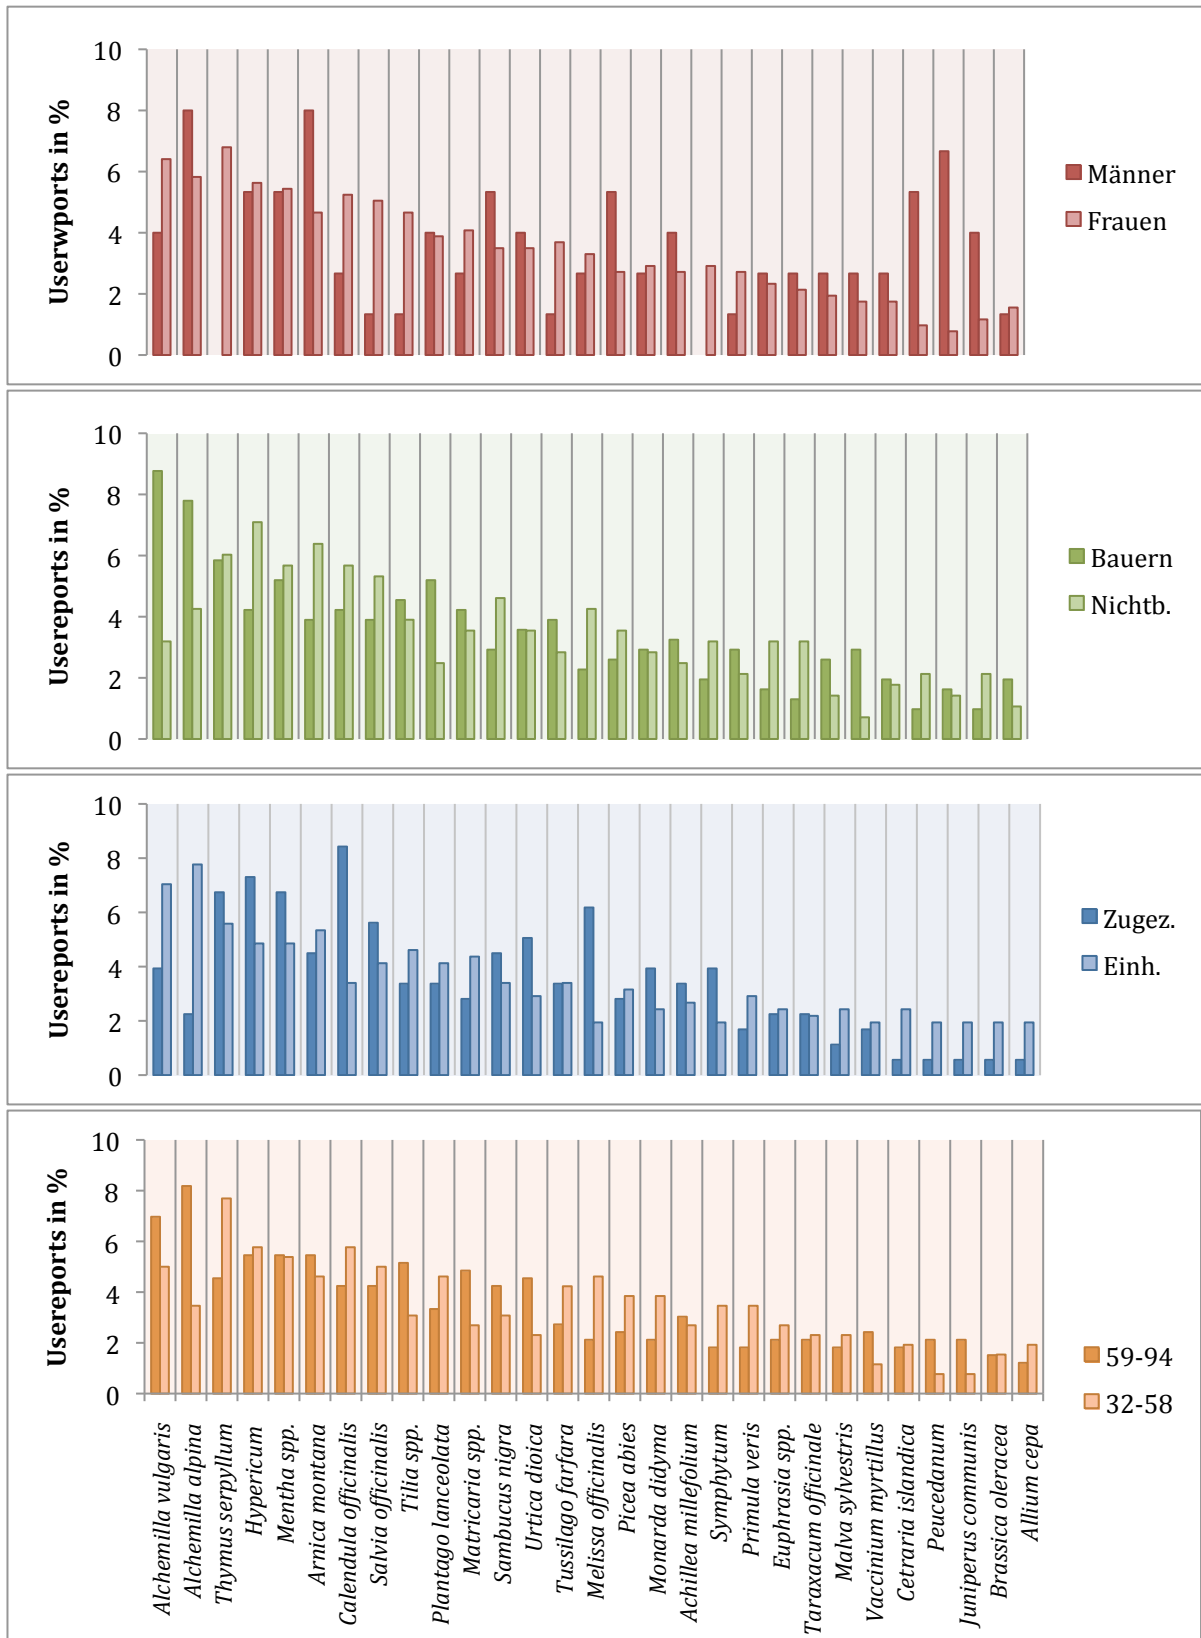 Userwports in %
10
8
6
4
2
0
Männer
Frauen
Usereports in %
10
8
6
4
2
0
Bauern
Nichtb.
Usereports in %
10
8
6
4
2
0
Zugez.
Einh.
Usereports in %
10
8
6
4
2
0
59-94
32-58
Alchemilla vulgaris
Alchemilla alpina
Thymus serpyllum
Hypericum
Mentha spp.
Arnica montana
Calendula officinalis
Salvia officinalis
Tilia spp.
Plantago lanceolata
Matricaria spp.
Sambucus nigra
Urtica dioica
Tussilago farfara
Melissa officinalis
Picea abies
Monarda didyma
Achillea millefolium
Symphytum
Primula veris
Euphrasia spp.
Taraxacum officinale
Malva sylvestris
Vaccinium myrtillus
Cetraria islandica
Peucedanum
Juniperus communis
Brassica oleracea
Allium cepa